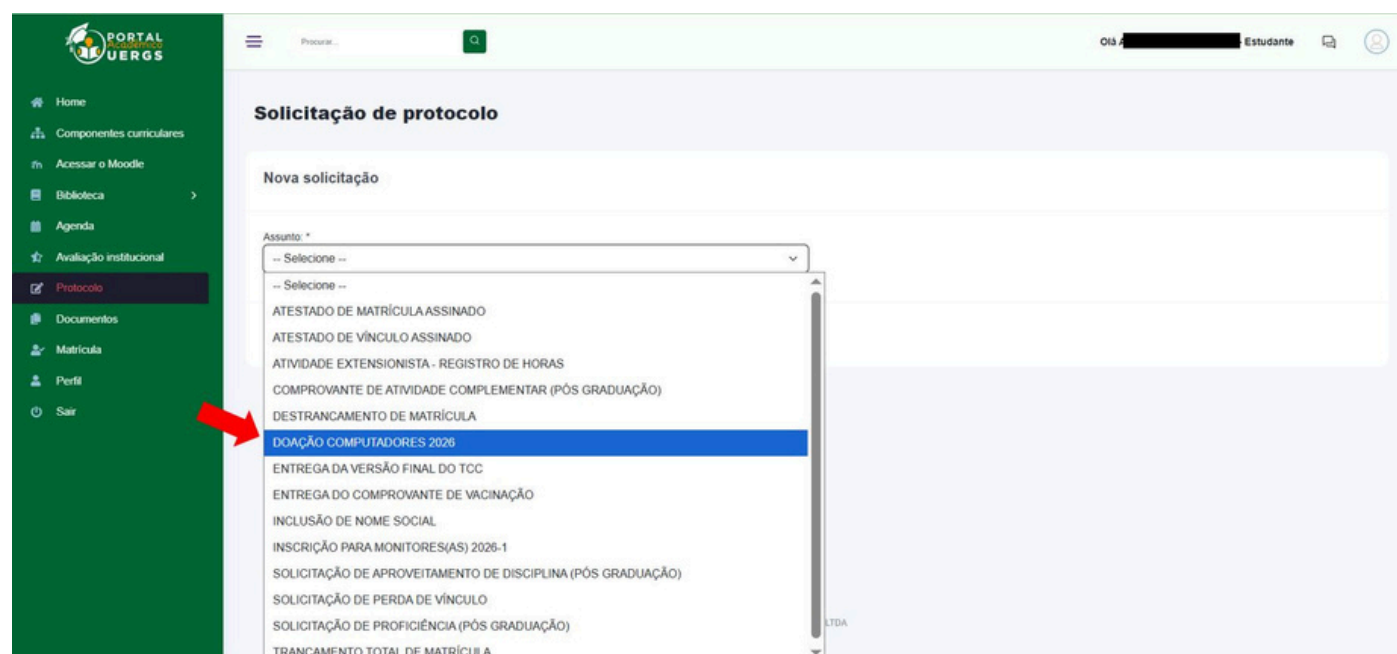 PORTAL
Acadêmico
UERGS
Procurar...
Olá A
- Estudante
Home
Componentes curriculares
Acessar o Moodle
Biblioteca
Agenda
Avaliação institucional
Protocolo
Documentos
Matrícula
Perfil
Sair
Solicitação de protocolo
Nova solicitação
Assunto: *
-- Selecione --
-- Selecione --
ATESTADO DE MATRÍCULA ASSINADO
ATESTADO DE VÍNCULO ASSINADO
ATIVIDADE EXTENSIONISTA - REGISTRO DE HORAS
COMPROVANTE DE ATIVIDADE COMPLEMENTAR (PÓS GRADUAÇÃO)
DESTRANCAMENTO DE MATRÍCULA
DOAÇÃO COMPUTADORES 2026
ENTREGA DA VERSÃO FINAL DO TCC
ENTREGA DO COMPROVANTE DE VACINAÇÃO
INCLUSÃO DE NOME SOCIAL
INSCRIÇÃO PARA MONITORES(AS) 2026-1
SOLICITAÇÃO DE APROVEITAMENTO DE DISCIPLINA (PÓS GRADUAÇÃO)
SOLICITAÇÃO DE PERDA DE VÍNCULO
SOLICITAÇÃO DE PROFICIÊNCIA (PÓS GRADUAÇÃO)
TRANCAMENTO TOTAL DE MATRÍCULA
LTDA